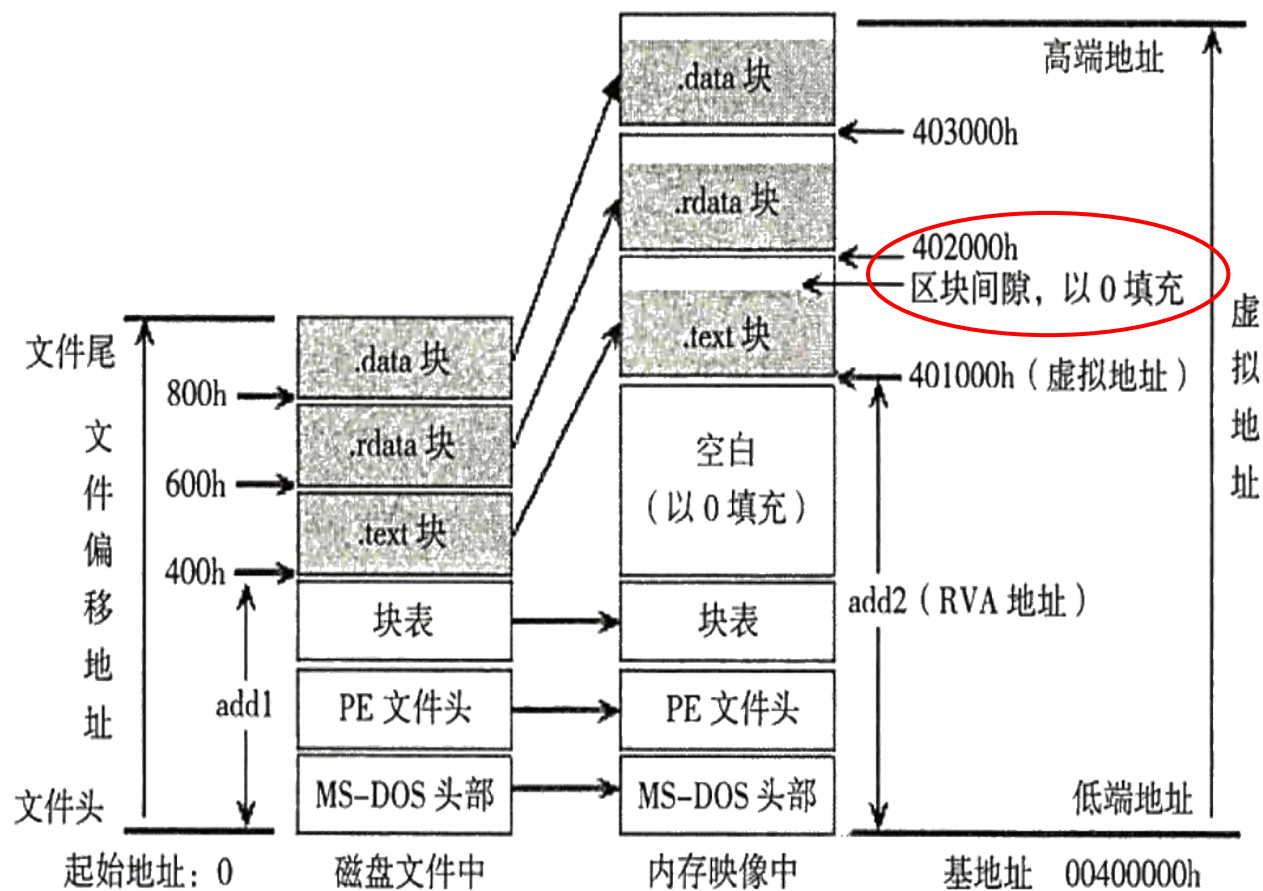 高端地址
.data 块
403000h
.rdata 块
402000h
区块间隙，以 0 填充
.text 块
401000h（虚拟地址）
虚拟地址
文件尾
.data 块
800h
.rdata 块
600h
.text 块
400h
文件偏移地址
空白
（以 0 填充）
块表
块表
add1
add2（RVA 地址）
PE 文件头
PE 文件头
文件头
MS-DOS 头部
MS-DOS 头部
低端地址
起始地址：0
磁盘文件中
内存映像中
基地址 00400000h